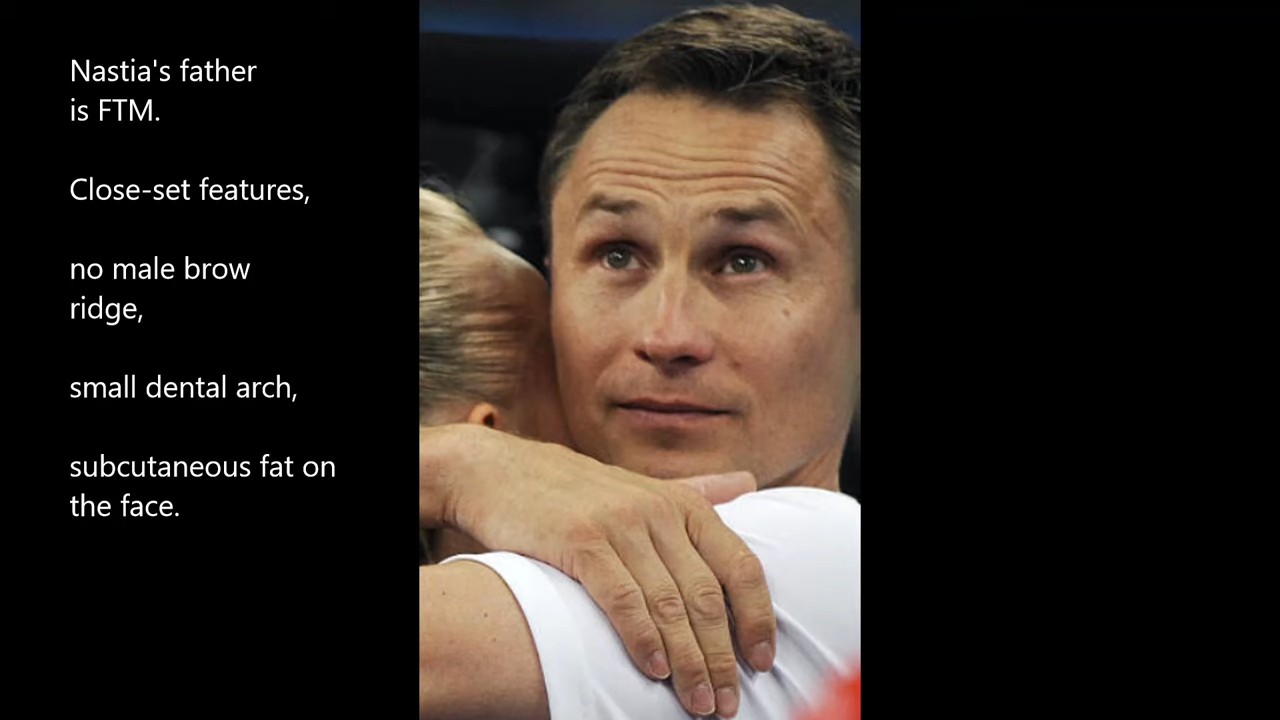 Nastia's father
is FTM.
Close-set features,
no male brow
ridge,
small dental arch,
subcutaneous fat on
the face.